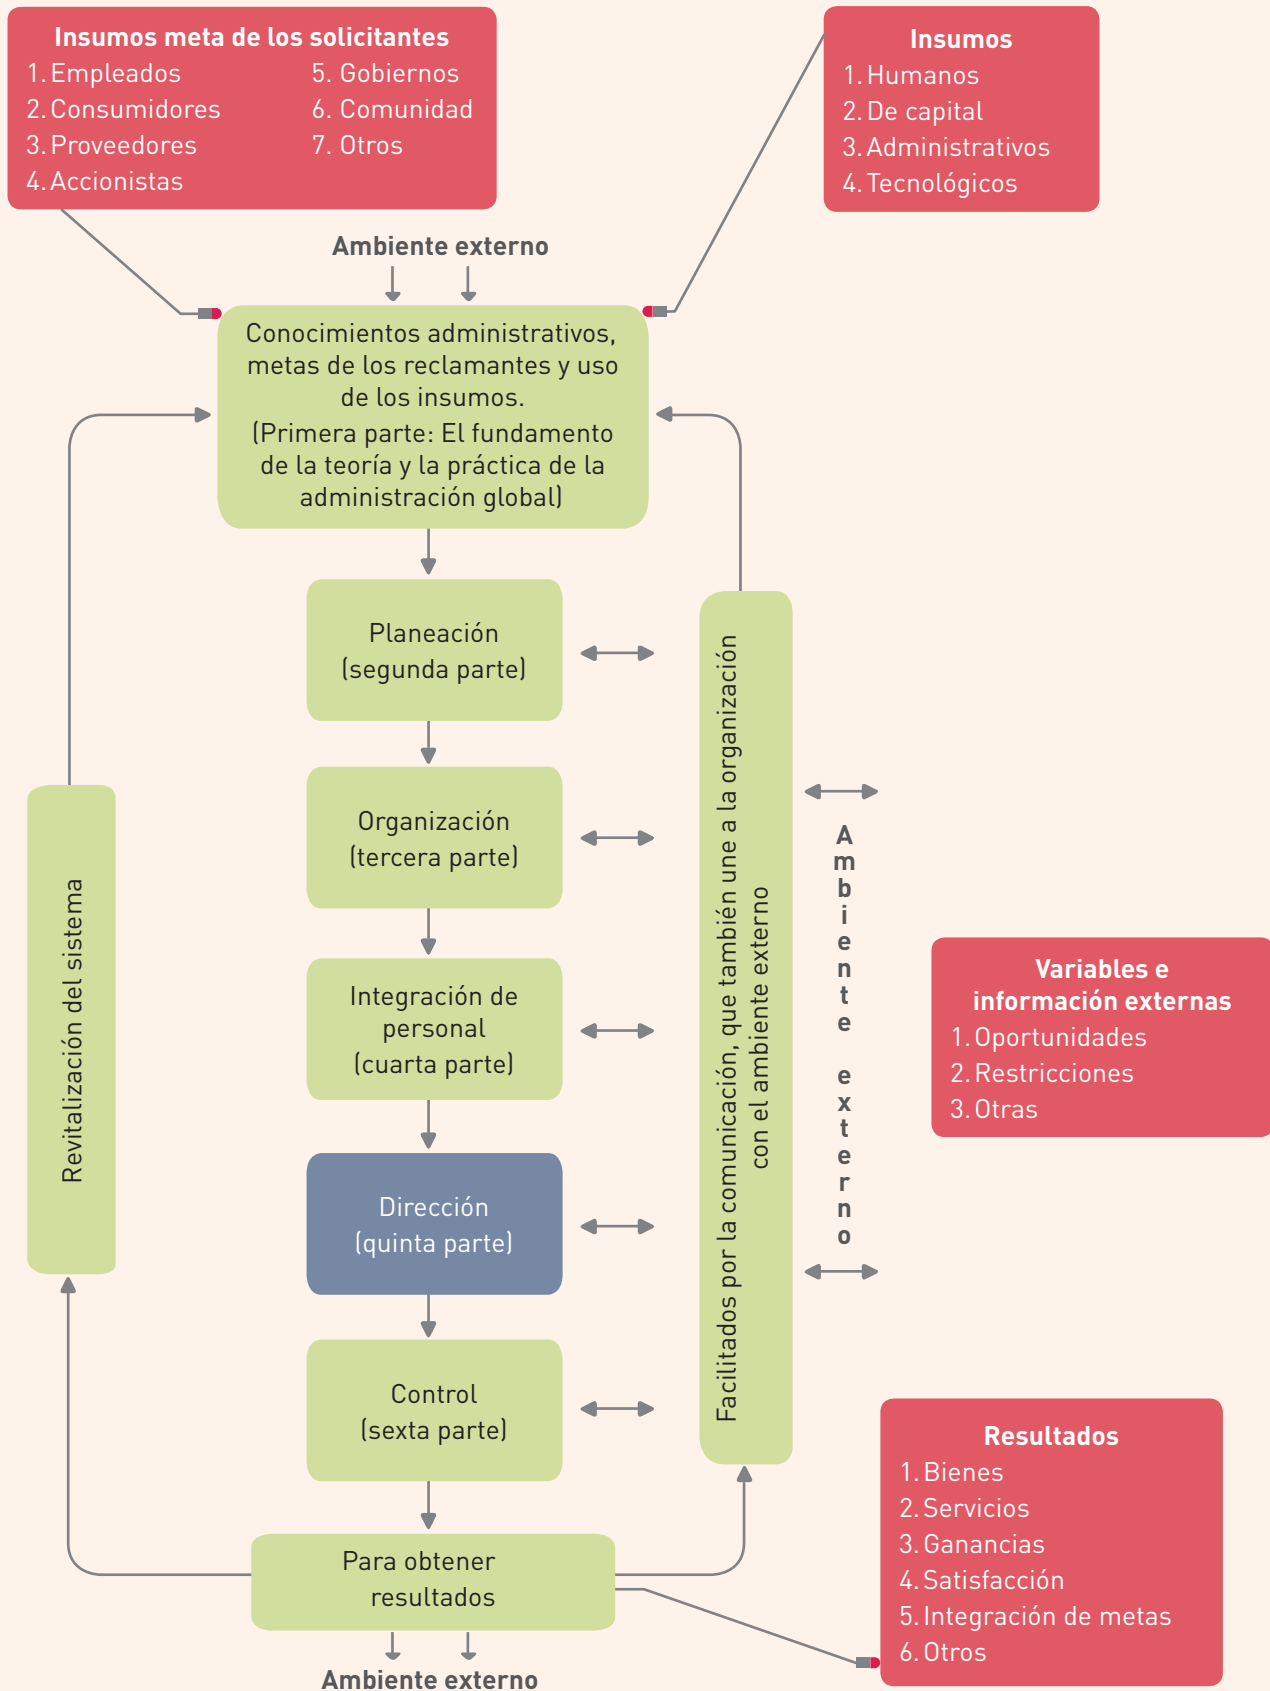 Insumos meta de los solicitantes
1. Empleados
2. Consumidores
3. Proveedores
4. Accionistas
5. Gobiernos
6. Comunidad
7. Otros
Insumos
1. Humanos
2. De capital
3. Administrativos
4. Tecnológicos
Ambiente externo
Conocimientos administrativos,
metas de los reclamantes y uso
de los insumos.
(Primera parte: El fundamento
de la teoría y la práctica de la
administración global)
Planeación
(segunda parte)
Organización
(tercera parte)
Integración de
personal
(cuarta parte)
Dirección
(quinta parte)
Control
(sexta parte)
Para obtener
resultados
Ambiente externo
Revitalización del sistema
Facilitados por la comunicación, que también une a la organización
con el ambiente externo
Ambiente externo
Variables e
información externas
1. Oportunidades
2. Restricciones
3. Otras
Resultados
1. Bienes
2. Servicios
3. Ganancias
4. Satisfacción
5. Integración de metas
6. Otros